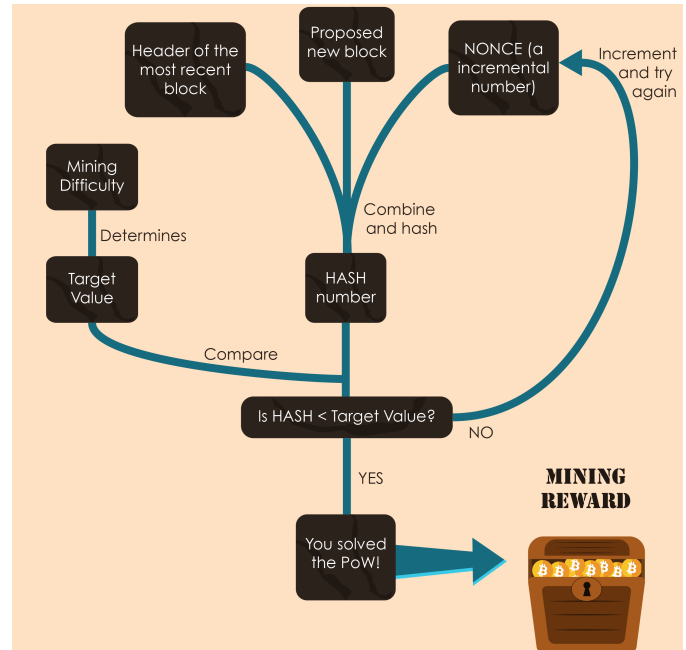 Header of the
most recent
block
Proposed
new block
NONCE (a
incremental
number)
Increment
and try
again
Mining
Difficulty
Combine
and hash
Determines
Target
Value
HASH
number
Compare
Is HASH < Target Value?
NO
YES
MINING
REWARD
You solved
the PoW!